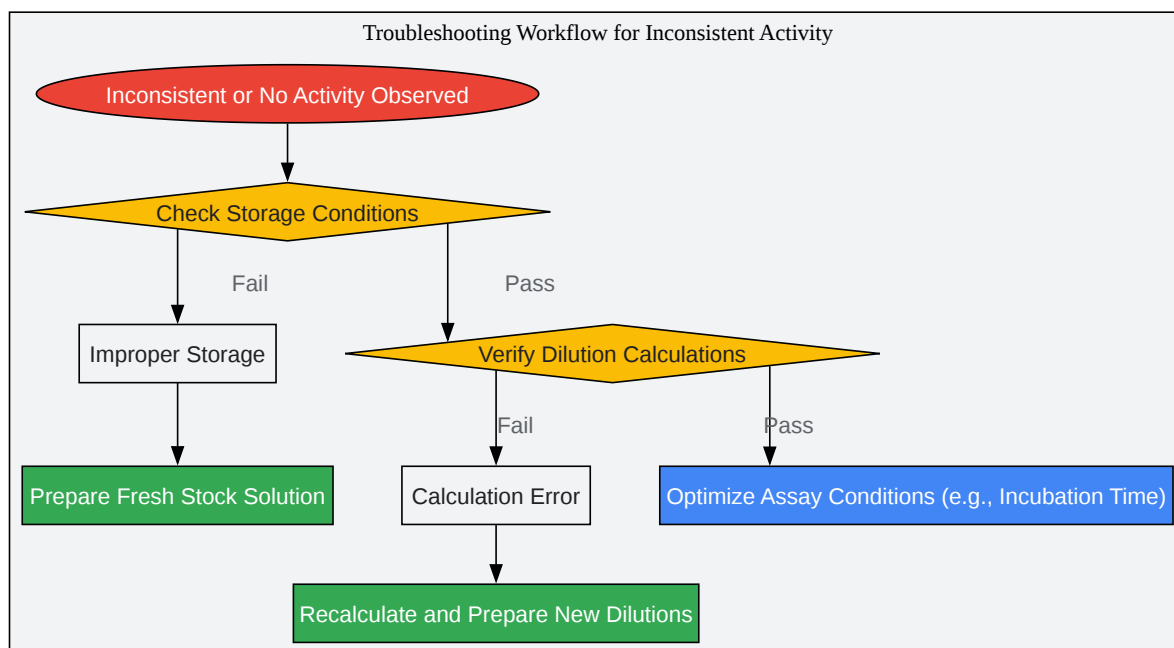 Troubleshooting Workflow for Inconsistent Activity
Inconsistent or No Activity Observed
Check Storage Conditions
Fail
Pass
Improper Storage
Verify Dilution Calculations
Fail
Pass
Prepare Fresh Stock Solution
Calculation Error
Optimize Assay Conditions (e.g., Incubation Time)
Recalculate and Prepare New Dilutions